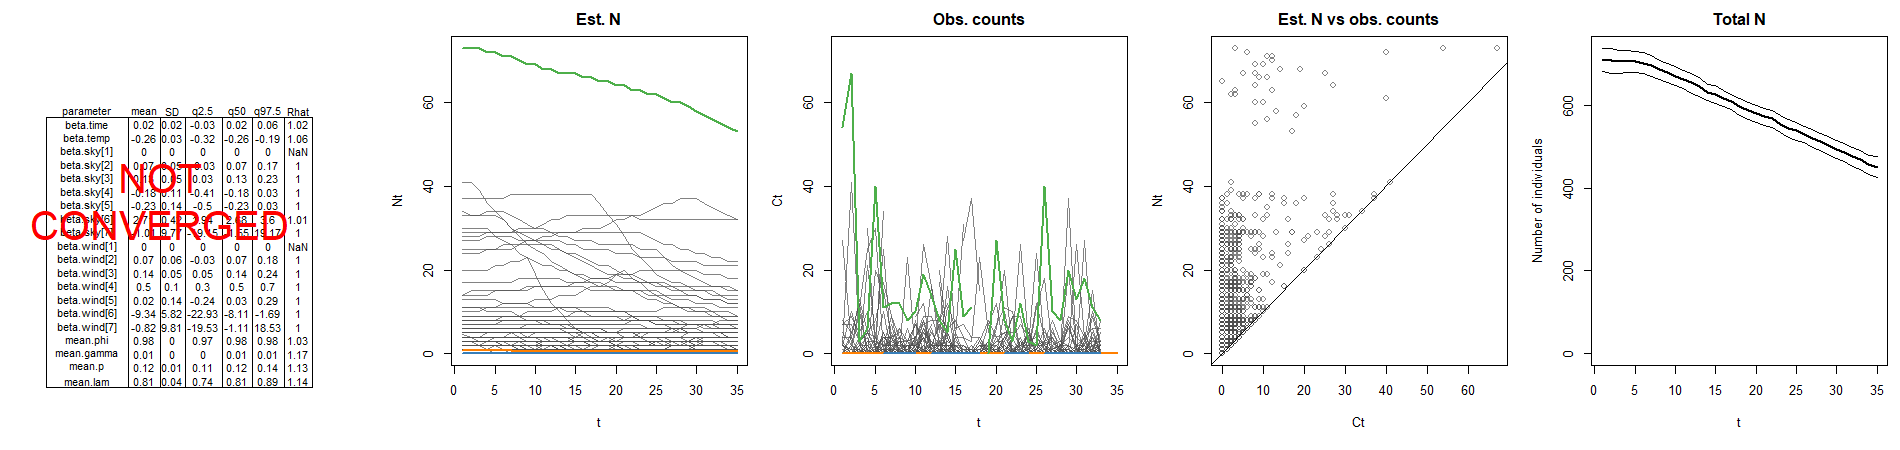 Est. N
Obs. counts
Est. N vs obs. counts
Total N
parameter mean SD q2.5 q50 q97.5 Rhat
beta.time 0.02 0.02 -0.03 0.02 0.06 1.02
beta.temp -0.26 0.03 -0.32 -0.26 -0.19 1.06
beta.sky[1] 0 0 0 0 0 NaN
beta.sky[2] 0.07 0.05 -0.03 0.07 0.17 1
beta.sky[3] 0.03 0.13 0.23 1
beta.sky[4] -0.18 0.11 -0.41 -0.18 0.03 1
beta.sky[5] -0.23 0.14 -0.5 -0.23 0.03 1
beta.sky[6] 0.42 3.6 1.01
beta.sky[7] 9.77 19.17 1
beta.wind[1] 0 0 0 0 0 NaN
beta.wind[2] 0.07 0.06 -0.03 0.07 0.18 1
beta.wind[3] 0.14 0.05 0.05 0.14 0.24 1
beta.wind[4] 0.5 0.1 0.3 0.5 0.7 1
beta.wind[5] 0.02 0.14 -0.24 0.03 0.29 1
beta.wind[6] -9.34 5.82 -22.93 -8.11 -1.69 1
beta.wind[7] -0.82 9.81 -19.53 -1.11 18.53 1
mean.phi 0.98 0 0.97 0.98 0.98 1.03
mean.gamma 0.01 0 0 0.01 0.01 1.17
mean.p 0.12 0.01 0.11 0.12 0.14 1.13
mean.lam 0.81 0.04 0.74 0.81 0.89 1.14
NOT
CONVERGED
Nt
0 20 40 60
0 5 10 15 20 25 30 35
t
Ct
0 20 40 60
0 5 10 15 20 25 30 35
t
Nt
0 20 40 60
0 10 20 30 40 50 60
Ct
Number of individuals
0 200 400 600
0 5 10 15 20 25 30 35
t